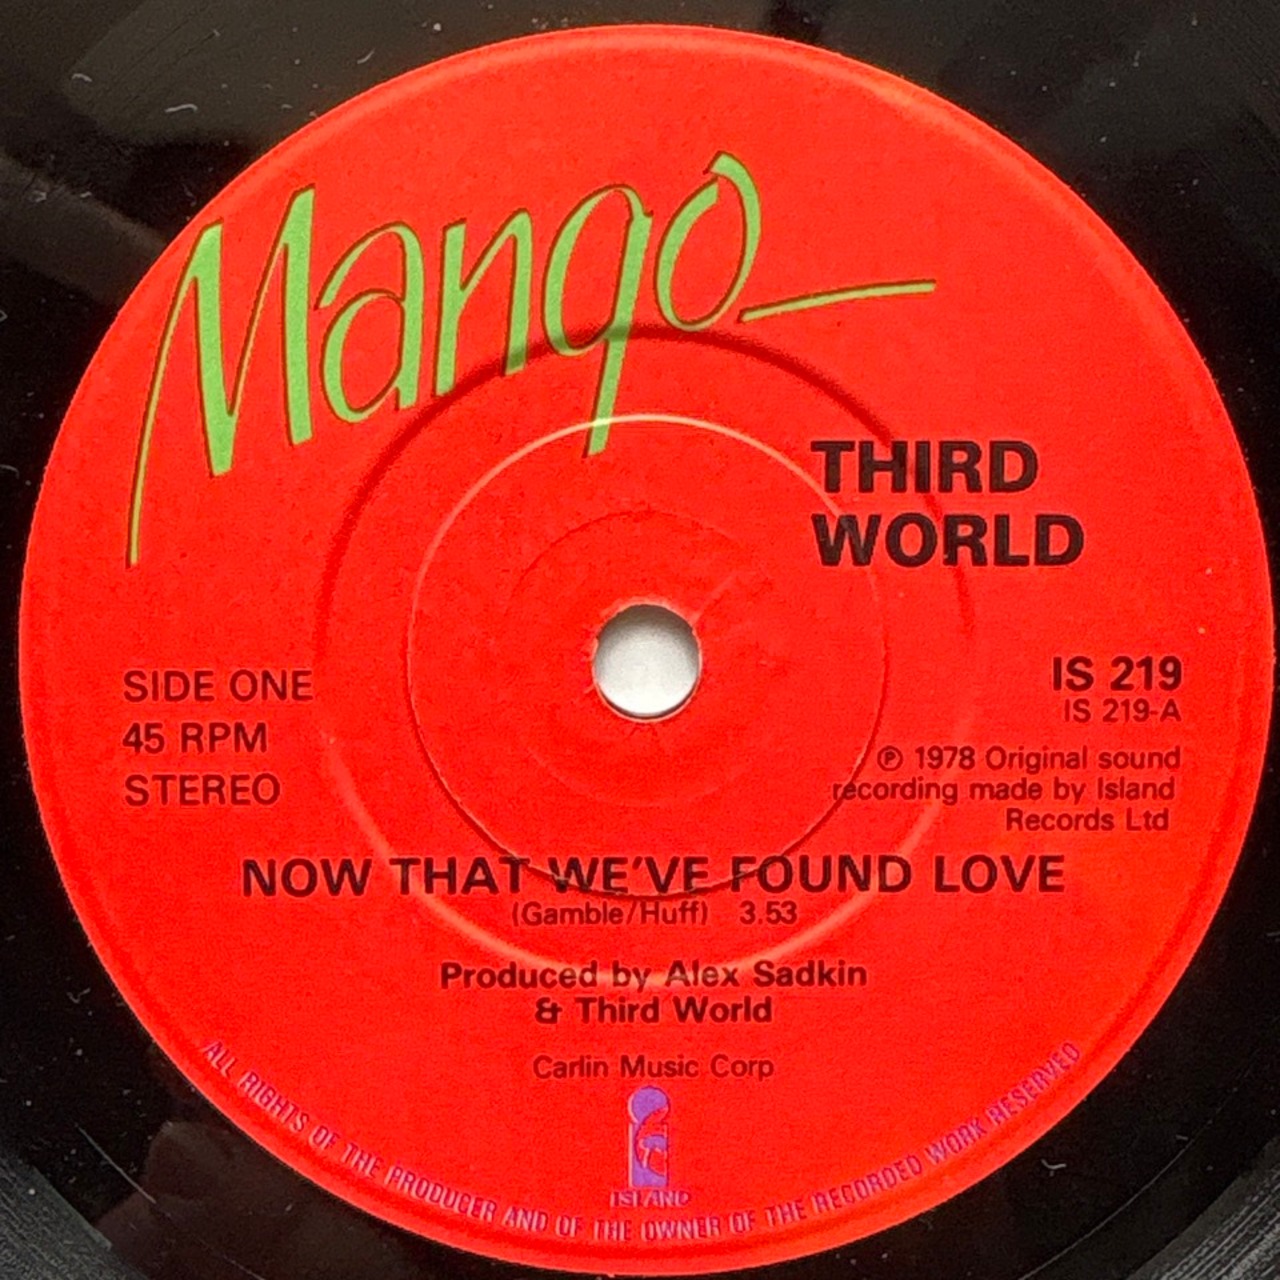 Mango
THIRD
WORLD
SIDE ONE
45 RPM
STEREO
IS 219
IS 219-A
℗ 1978 Original sound
recording made by Island
Records Ltd
NOW THAT WE'VE FOUND LOVE
(Gamble/Huff) 3.53
Produced by Alex Sadkin
& Third World
Carlin Music Corp
ISLAND
ALL RIGHTS OF THE PRODUCER AND OF THE OWNER OF THE RECORDED WORK RESERVED